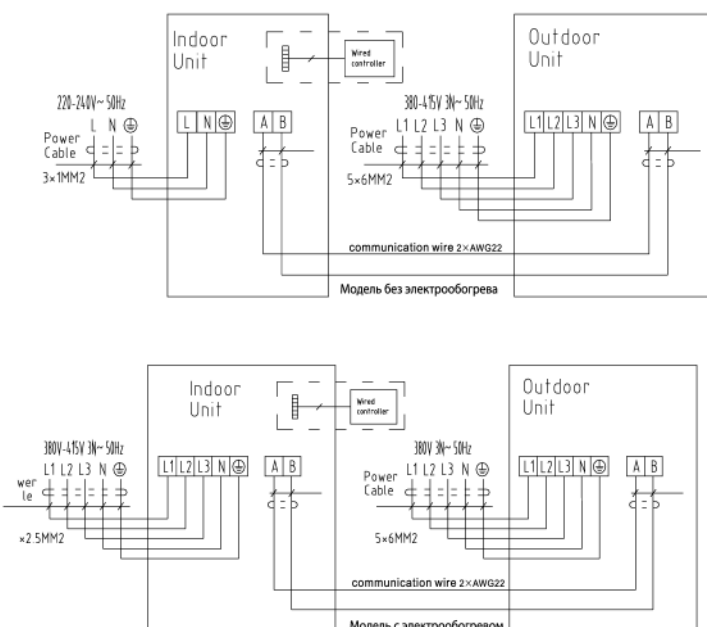 Indoor
Unit
Wired
controller
Outdoor
Unit
220-240V~ 50Hz
L N
Power
Cable
3×1MM2
L N
A B
380-415V 3N~ 50Hz
L1 L2 L3 N
Power
Cable
5×6MM2
L1 L2 L3 N
A B
communication wire 2×AWG22
Модель без электрообогрева
Indoor
Unit
Wired
controller
Outdoor
Unit
380V-415V 3N~ 50Hz
L1 L2 L3 N
wer
le
×2.5MM2
L1 L2 L3 N
A B
380V 3N~ 50Hz
L1 L2 L3 N
Power
Cable
5×6MM2
L1 L2 L3 N
A B
communication wire 2×AWG22
Модель с электрообогревом